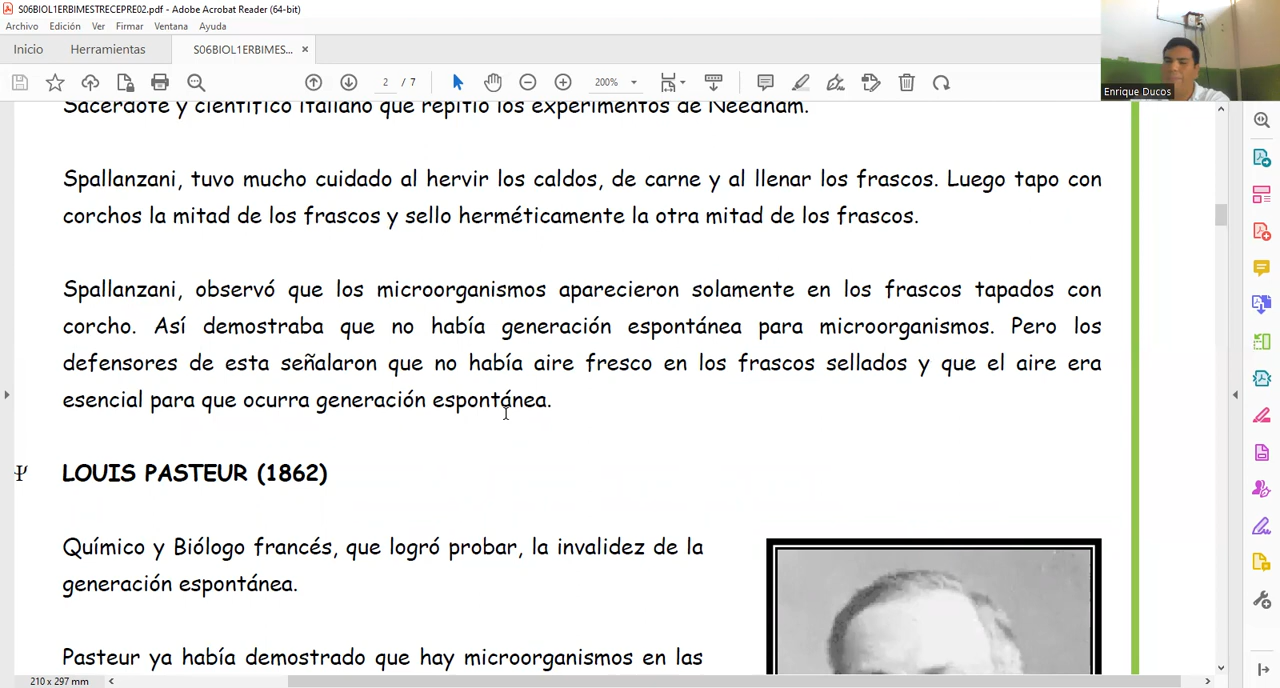 S06BIOL1ERBIMESTRECEPRE02.pdf - Adobe Acrobat Reader (64-bit)
Archivo Edición Ver Firmar Ventana Ayuda
Inicio Herramientas S06BIOL1ERBIMES... ×
2 / 7 200%
Enrique Ducos
Sacerdote y científico italiano que repitió los experimentos de Needham.
Spallanzani, tuvo mucho cuidado al hervir los caldos, de carne y al llenar los frascos. Luego tapo con
corchos la mitad de los frascos y sello herméticamente la otra mitad de los frascos.
Spallanzani, observó que los microorganismos aparecieron solamente en los frascos tapados con
corcho. Así demostraba que no había generación espontánea para microorganismos. Pero los
defensores de esta señalaron que no había aire fresco en los frascos sellados y que el aire era
esencial para que ocurra generación espontánea.
Ψ LOUIS PASTEUR (1862)
Químico y Biólogo francés, que logró probar, la invalidez de la
generación espontánea.
Pasteur ya había demostrado que hay microorganismos en las
210 x 297 mm